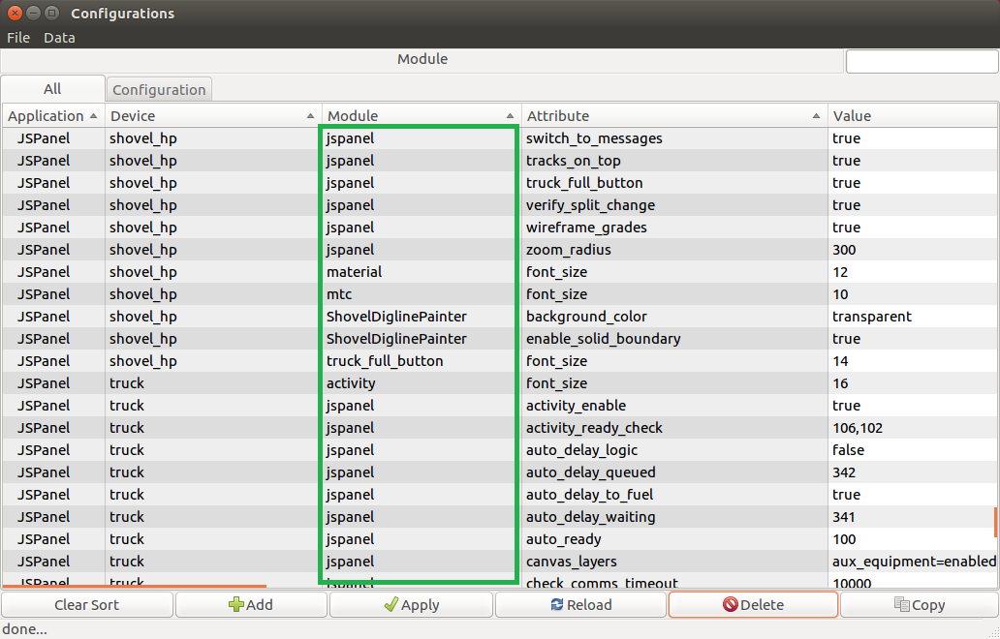 Configurations
File Data
Module
All Configuration
Application Device Module Attribute Value
JSPanel shovel_hp jspanel switch_to_messages true
JSPanel shovel_hp jspanel tracks_on_top true
JSPanel shovel_hp jspanel truck_full_button true
JSPanel shovel_hp jspanel verify_split_change true
JSPanel shovel_hp jspanel wireframe_grades true
JSPanel shovel_hp jspanel zoom_radius 300
JSPanel shovel_hp material font_size 12
JSPanel shovel_hp mtc font_size 10
JSPanel shovel_hp ShovelDiglinePainter background_color transparent
JSPanel shovel_hp ShovelDiglinePainter enable_solid_boundary true
JSPanel shovel_hp truck_full_button font_size 14
JSPanel truck activity font_size 16
JSPanel truck jspanel activity_enable true
JSPanel truck jspanel activity_ready_check 106,102
JSPanel truck jspanel auto_delay_logic false
JSPanel truck jspanel auto_delay_queued 342
JSPanel truck jspanel auto_delay_to_fuel true
JSPanel truck jspanel auto_delay_waiting 341
JSPanel truck jspanel auto_ready 100
JSPanel truck jspanel canvas_layers aux_equipment=enabled
JSPanel truck jspanel check_comms_timeout 10000
Clear Sort Add Apply Reload Delete Copy
done...